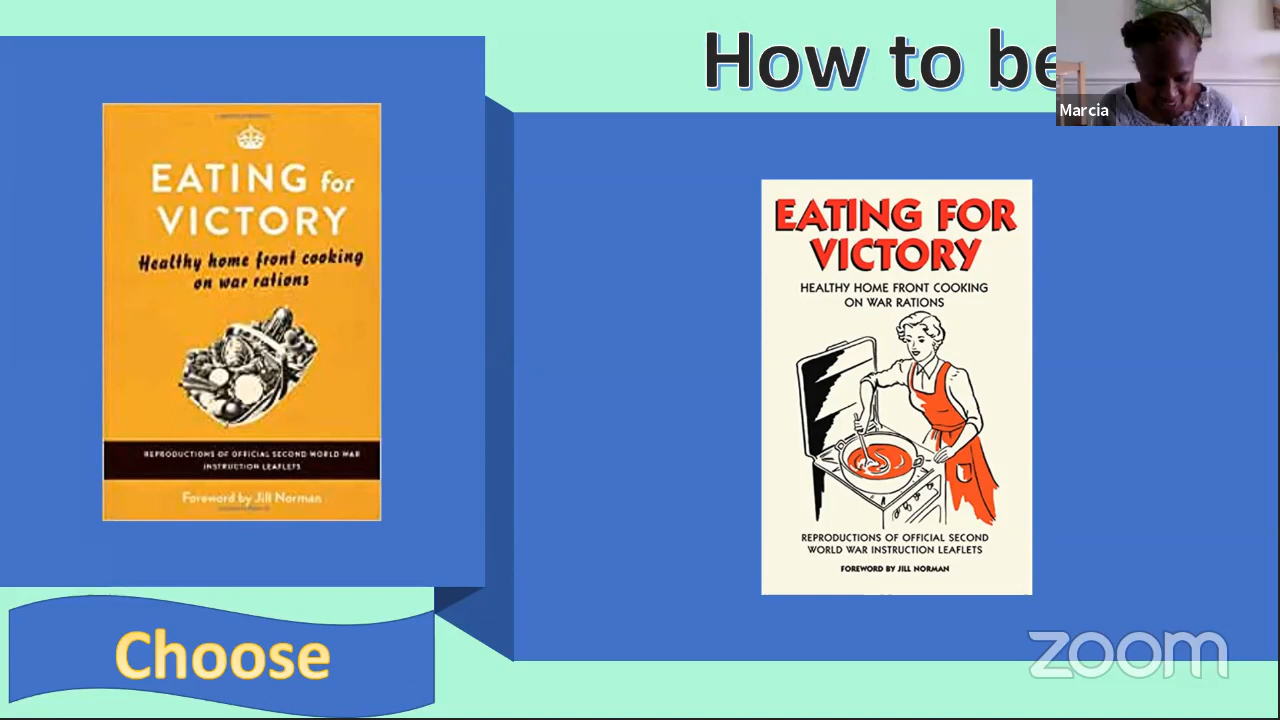 How to be
Marcia
EATING for
VICTORY
Healthy home front cooking
on war rations
REPRODUCTIONS OF OFFICIAL SECOND WORLD WAR
INSTRUCTION LEAFLETS
Foreword by Jill Norman
EATING FOR
VICTORY
HEALTHY HOME FRONT COOKING
ON WAR RATIONS
REPRODUCTIONS OF OFFICIAL SECOND
WORLD WAR INSTRUCTION LEAFLETS
FOREWORD BY JILL NORMAN
Choose
zoom